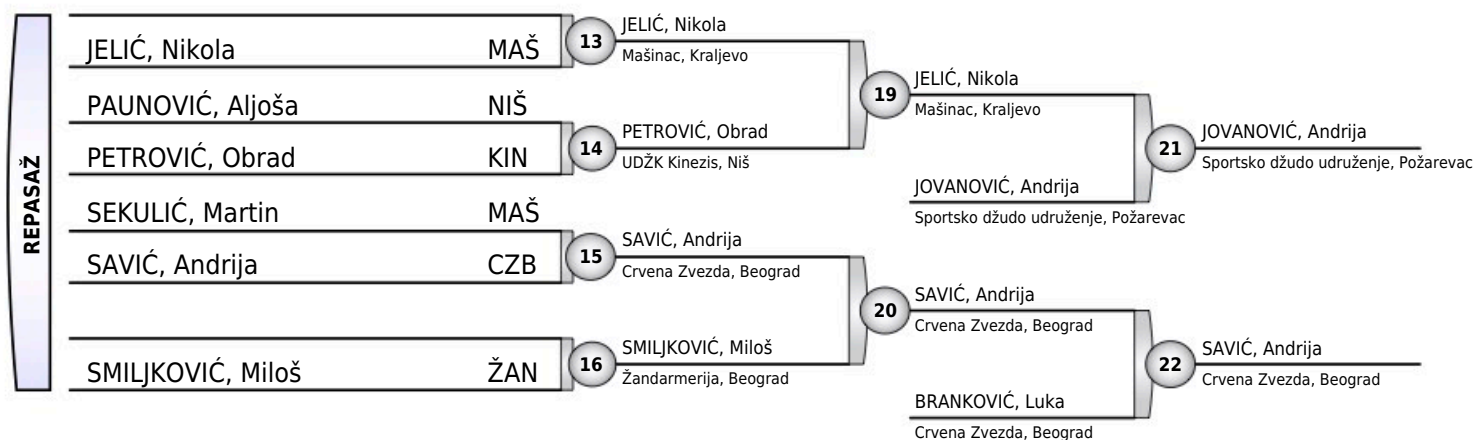 REPASAŽ
JELIĆ, Nikola MAŠ
PAUNOVIĆ, Aljoša NIŠ
PETROVIĆ, Obrad KIN
SEKULIĆ, Martin MAŠ
SAVIĆ, Andrija CZB
SMILJKOVIĆ, Miloš ŽAN
13
JELIĆ, Nikola
Mašinac, Kraljevo
14
PETROVIĆ, Obrad
UDŽK Kinezis, Niš
15
SAVIĆ, Andrija
Crvena Zvezda, Beograd
16
SMILJKOVIĆ, Miloš
Žandarmerija, Beograd
19
JELIĆ, Nikola
Mašinac, Kraljevo
JOVANOVIĆ, Andrija
Sportsko džudo udruženje, Požarevac
20
SAVIĆ, Andrija
Crvena Zvezda, Beograd
BRANKOVIĆ, Luka
Crvena Zvezda, Beograd
21
JOVANOVIĆ, Andrija
Sportsko džudo udruženje, Požarevac
22
SAVIĆ, Andrija
Crvena Zvezda, Beograd